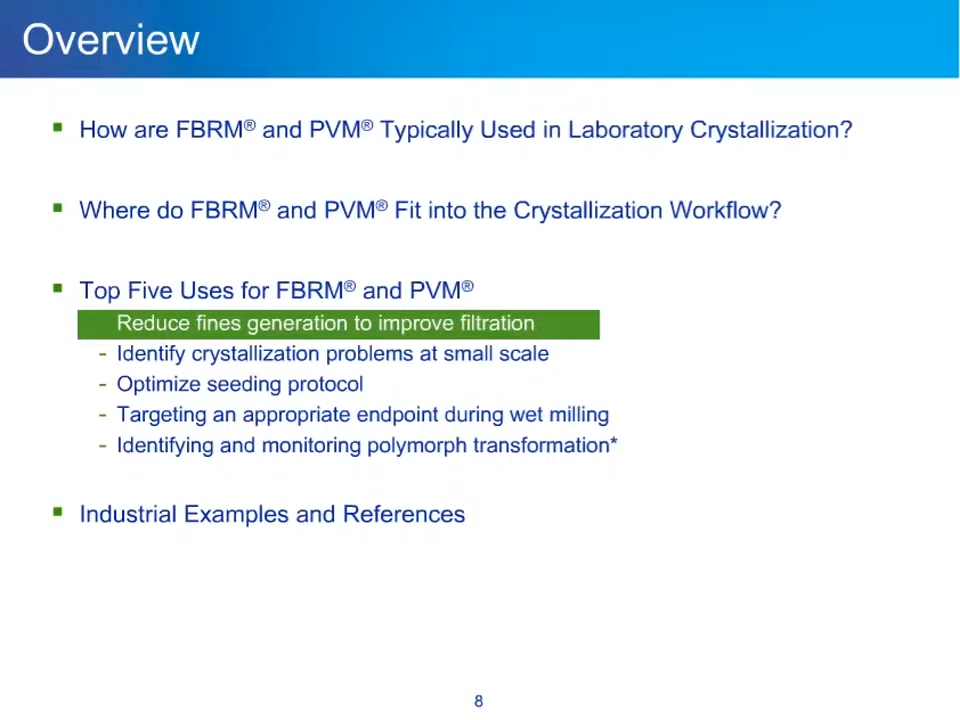 Overview
How are FBRM® and PVM® Typically Used in Laboratory Crystallization?
Where do FBRM® and PVM® Fit into the Crystallization Workflow?
Top Five Uses for FBRM® and PVM®
Reduce fines generation to improve filtration
- Identify crystallization problems at small scale
- Optimize seeding protocol
- Targeting an appropriate endpoint during wet milling
- Identifying and monitoring polymorph transformation*
Industrial Examples and References
8